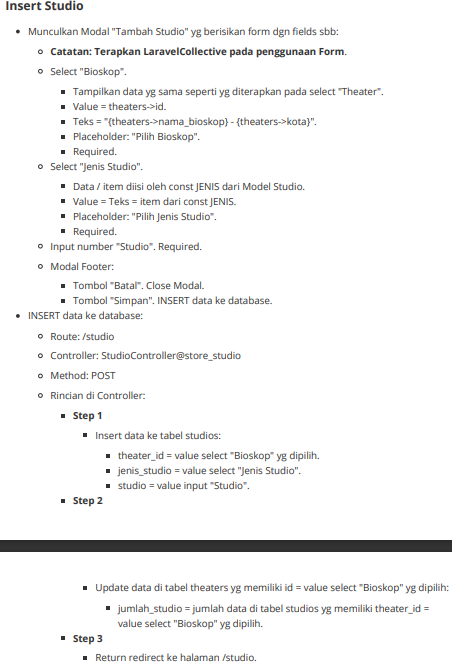 Insert Studio
Munculkan Modal "Tambah Studio" yg berisikan form dgn fields sbb:
Catatan: Terapkan LaravelCollective pada penggunaan Form.
Select "Bioskop".
Tampilkan data yg sama seperti yg diterapkan pada select "Theater".
Value = theaters->id.
Teks = "{theaters->nama_bioskop} - {theaters->kota}".
Placeholder: "Pilih Bioskop".
Required.
Select "Jenis Studio".
Data / item diisi oleh const JENIS dari Model Studio.
Value = Teks = item dari const JENIS.
Placeholder: "Pilih Jenis Studio".
Required.
Input number "Studio". Required.
Modal Footer:
Tombol "Batal". Close Modal.
Tombol "Simpan". INSERT data ke database.
INSERT data ke database:
Route: /studio
Controller: StudioController@store_studio
Method: POST
Rincian di Controller:
Step 1
Insert data ke tabel studios:
theater_id = value select "Bioskop" yg dipilih.
jenis_studio = value select "Jenis Studio".
studio = value input "Studio".
Step 2
Update data di tabel theaters yg memiliki id = value select "Bioskop" yg dipilih:
jumlah_studio = jumlah data di tabel studios yg memiliki theater_id =
value select "Bioskop" yg dipilih.
Step 3
Return redirect ke halaman /studio.